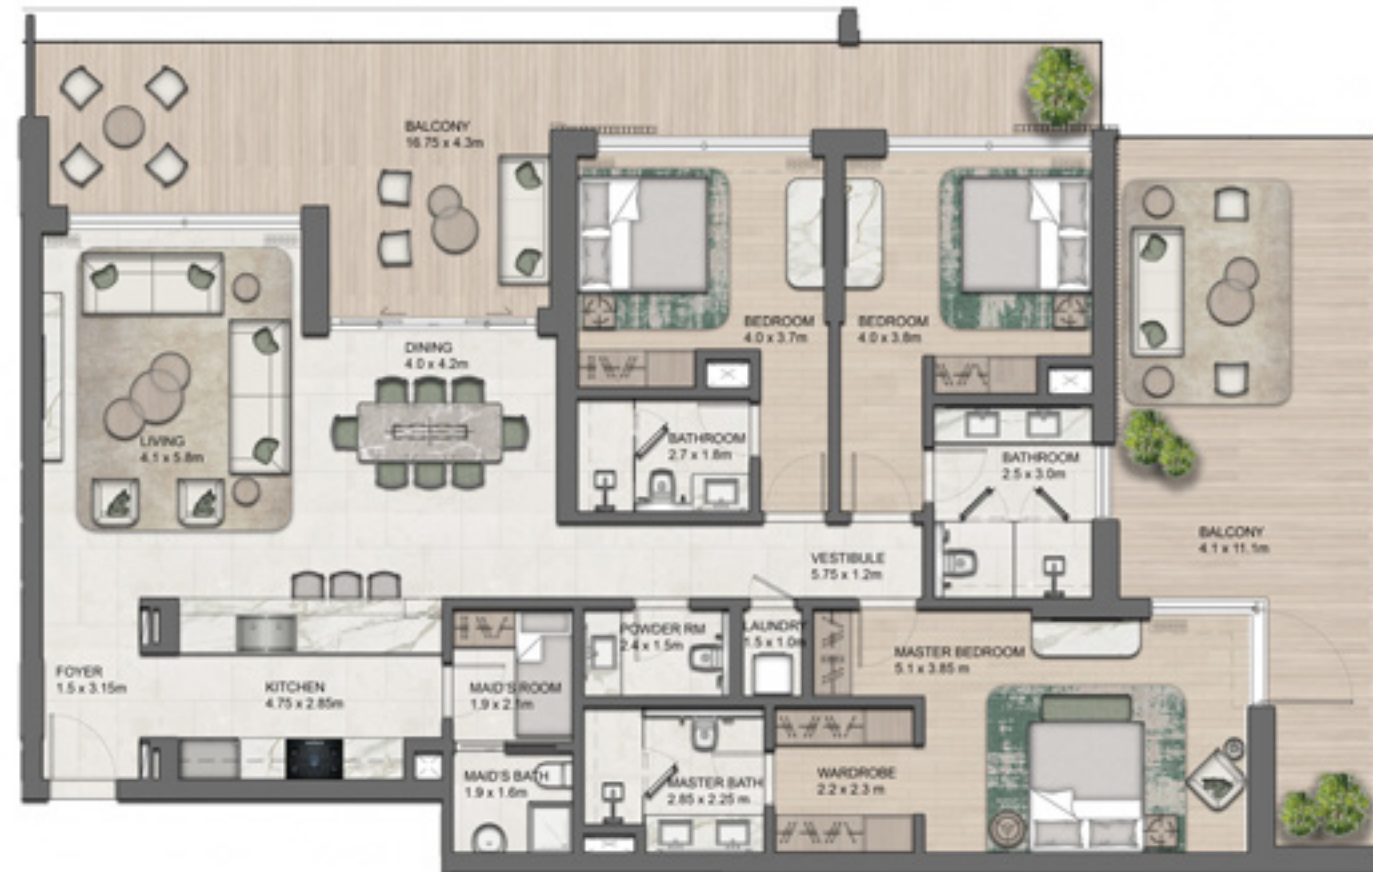 BALCONY
16.75 x 4.3m
BEDROOM
4.0 x 3.7m
BEDROOM
4.0 x 3.8m
DINING
4.0 x 4.2m
LIVING
4.1 x 5.8m
BATHROOM
2.7 x 1.8m
BATHROOM
2.5 x 3.0m
BALCONY
4.1 x 11.1m
VESTIBULE
5.75 x 1.2m
POWDER RM
2.4 x 1.5m
LAUNDRY
1.5 x 1.0m
MASTER BEDROOM
5.1 x 3.85 m
FOYER
1.5 x 3.15m
KITCHEN
4.75 x 2.85m
MAID'S ROOM
1.9 x 2.1m
MAID'S BATH
1.9 x 1.6m
MASTER BATH
2.85 x 2.25 m
WARDROBE
2.2 x 2.3 m